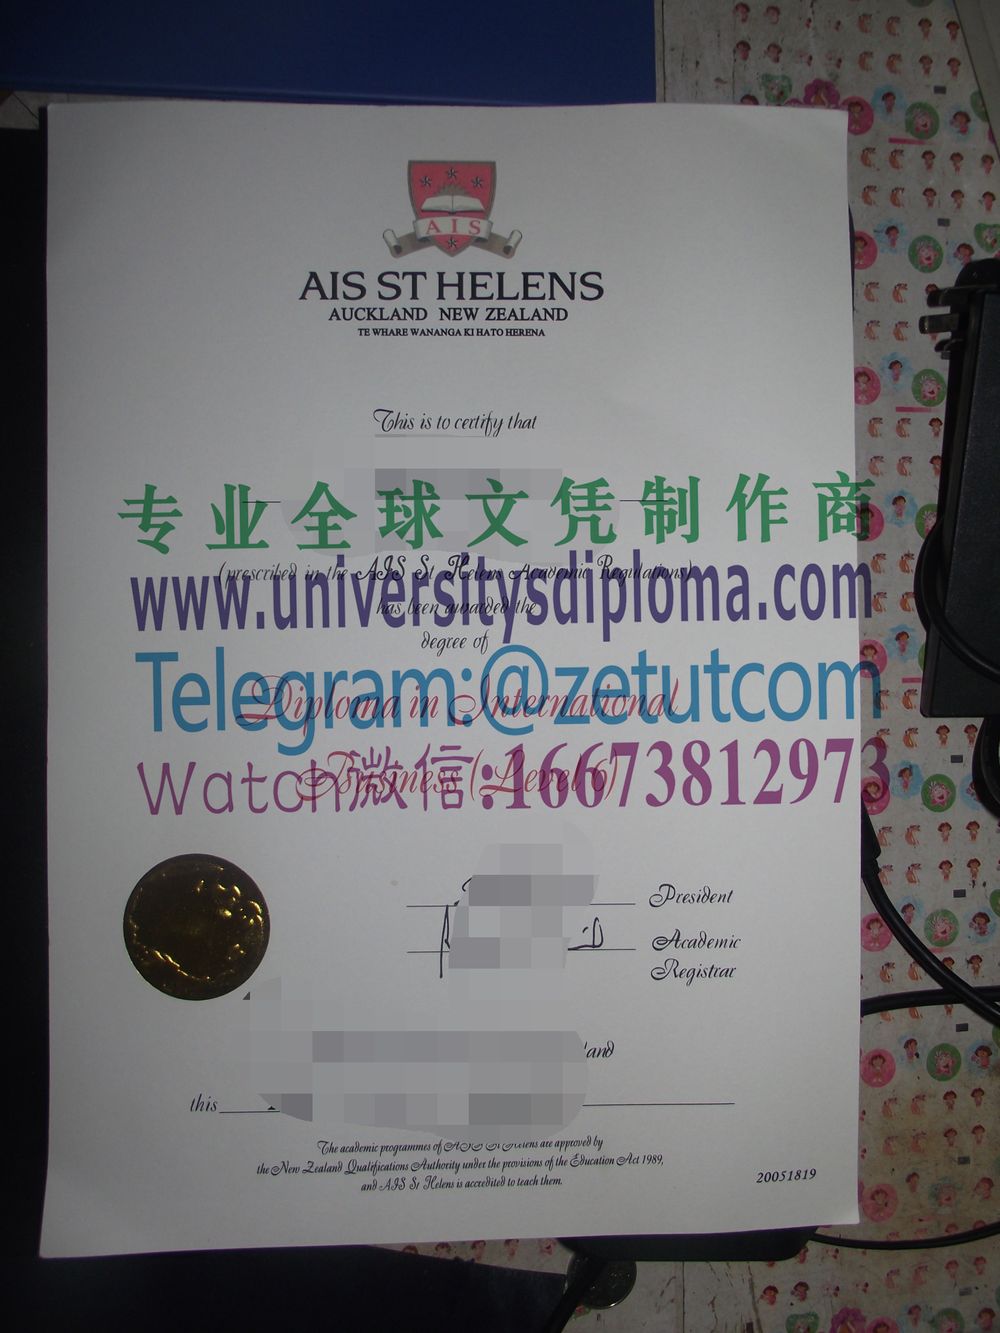 AIS
AIS ST HELENS
AUCKLAND NEW ZEALAND
TE WHARE WANANGA KI HATO HERENA
This is to certify that
专业全球文凭制作商
(prescribed in the AIS St Helens Academic Regulations)
www.universitysdiploma.com
has been awarded the
degree of
Telegram:@zetutcom
Diploma in International
Watch微信:16673812973
Business (Level 6)
President
Academic
Registrar
this
The academic programmes of AIS St Helens are approved by
the New Zealand Qualifications Authority under the provisions of the Education Act 1989,
and AIS St Helens is accredited to teach them.
20051819